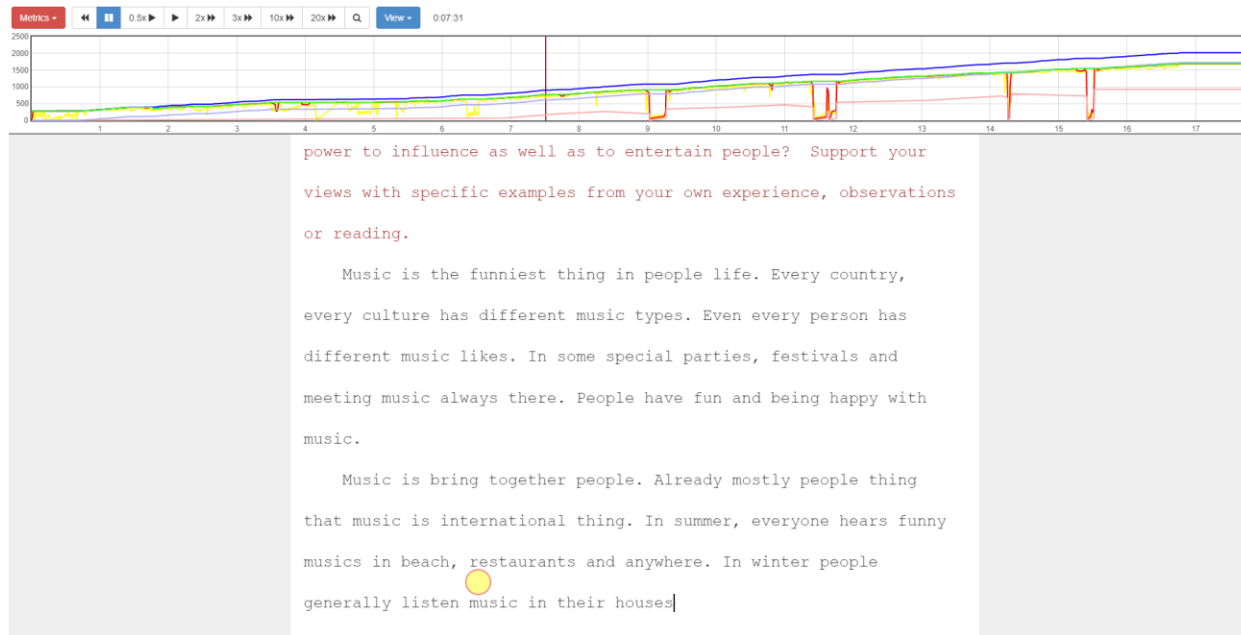 Metrics 0.5x 2x 3x 10x 20x View 0:07:31
2500
2000
1500
1000
500
0
1 2 3 4 5 6 7 8 9 10 11 12 13 14 15 16 17
power to influence as well as to entertain people?  Support your
views with specific examples from your own experience, observations
or reading.
Music is the funniest thing in people life. Every country,
every culture has different music types. Even every person has
different music likes. In some special parties, festivals and
meeting music always there. People have fun and being happy with
music.
Music is bring together people. Already mostly people thing
that music is international thing. In summer, everyone hears funny
musics in beach, restaurants and anywhere. In winter people
generally listen music in their houses